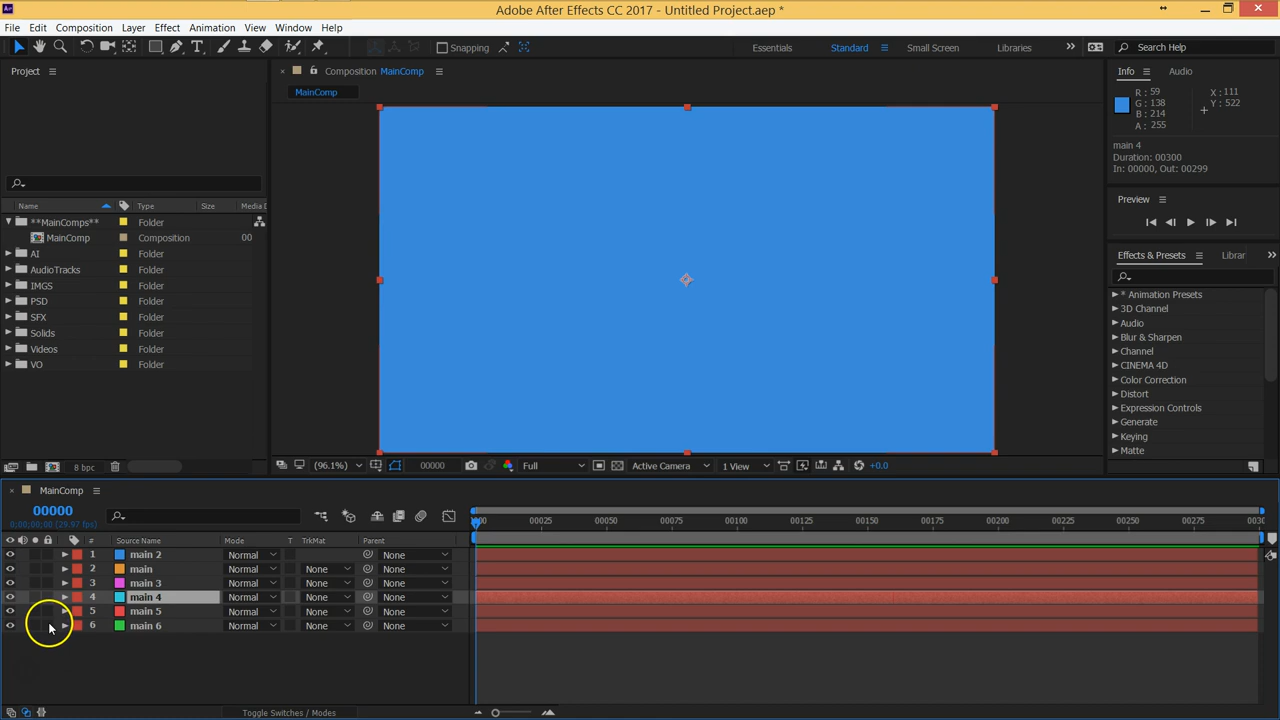 Adobe After Effects CC 2017 - Untitled Project.aep *
File Edit Composition Layer Effect Animation View Window Help
Snapping Essentials Standard Small Screen Libraries Search Help
Project
Composition MainComp
MainComp
Info Audio
R: 59
G: 138
B: 214
A: 255
X: 111
Y: 522
main 4
Duration: 00300
In: 00000, Out: 00299
Preview
Effects & Presets Librar
* Animation Presets
3D Channel
Audio
Blur & Sharpen
Channel
CINEMA 4D
Color Correction
Distort
Expression Controls
Generate
Keying
Matte
Name Type Size Media D
**MainComps** Folder
MainComp Composition 00
AI Folder
AudioTracks Folder
IMGS Folder
PSD Folder
SFX Folder
Solids Folder
Videos Folder
VO Folder
8 bpc
(96.1%) 00000 Full Active Camera 1 View +0.0
MainComp
00000
0;00;00;00 (29.97 fps)
00025 00050 00075 00100 00125 00150 00175 00200 00225 00250 00275
# Source Name Mode T TrkMat Parent
1 main 2 Normal None
2 main Normal None None
3 main 3 Normal None None
4 main 4 Normal None None
5 main 5 Normal None None
6 main 6 Normal None None
Toggle Switches / Modes